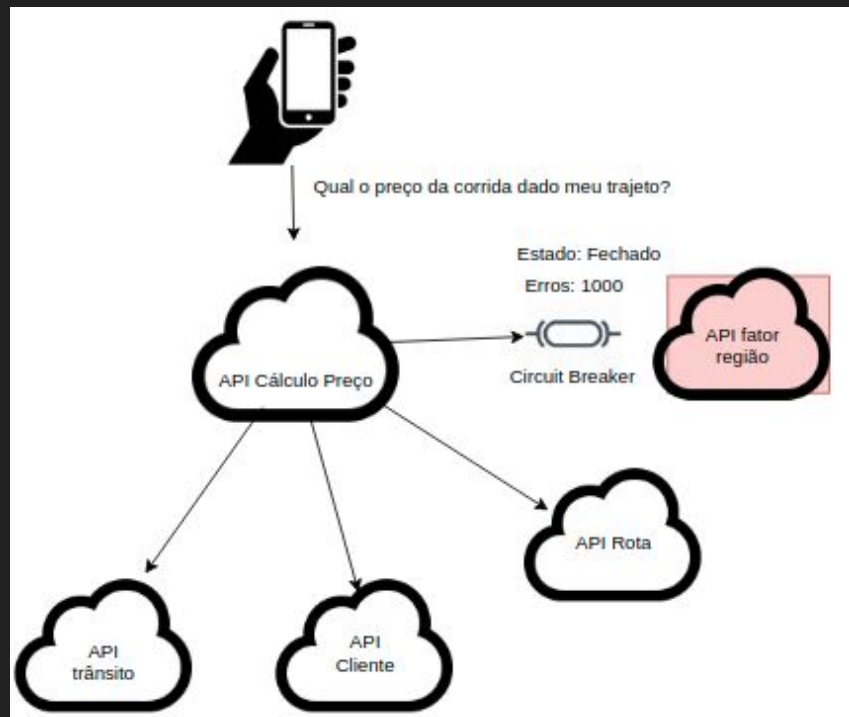 Qual o preço da corrida dado meu trajeto?
Estado: Fechado
Erros: 1000
API fator
região
Circuit Breaker
API Cálculo Preço
API Rota
API
trânsito
API
Cliente